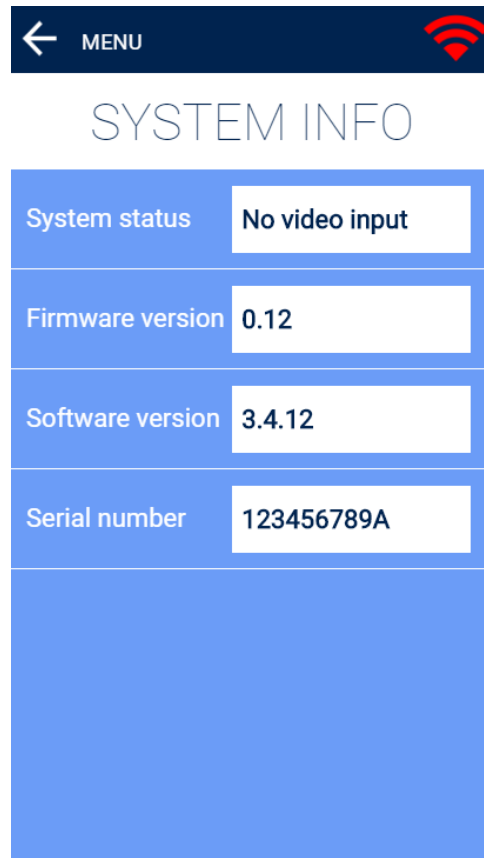 MENU
SYSTEM INFO
System status No video input
Firmware version 0.12
Software version 3.4.12
Serial number 123456789A